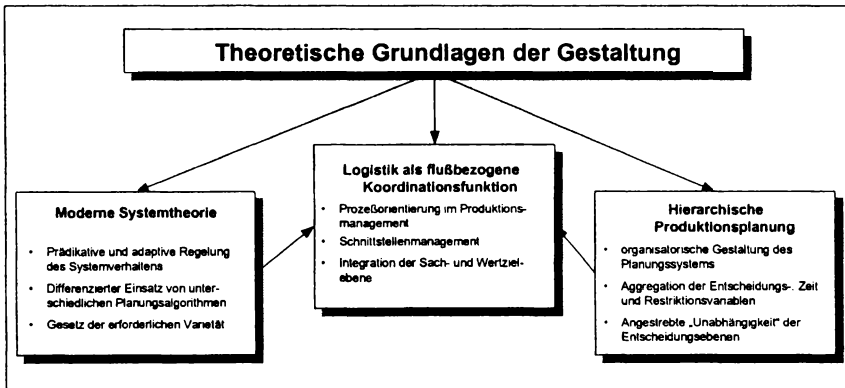 Theoretische Grundlagen der Gestaltung
Moderne Systemtheorie
• Prädikative und adaptive Regelung
des Systemverhaltens
• Differenzierter Einsatz von unter-
schiedlichen Planungsalgorithmen
• Gesetz der erforderlichen Varietät
Logistik als flußbezogene
Koordinationsfunktion
• Prozeßorientierung im Produktions-
management
• Schnittstellenmanagement
• Integration der Sach- und Wertziel-
ebene
Hierarchische
Produktionsplanung
• organisatorische Gestaltung des
Planungssystems
• Aggregation der Entscheidungs-. Zeit
und Restriktionsvariablen
• Angestrebte „Unabhängigkeit" der
Entscheidungsebenen